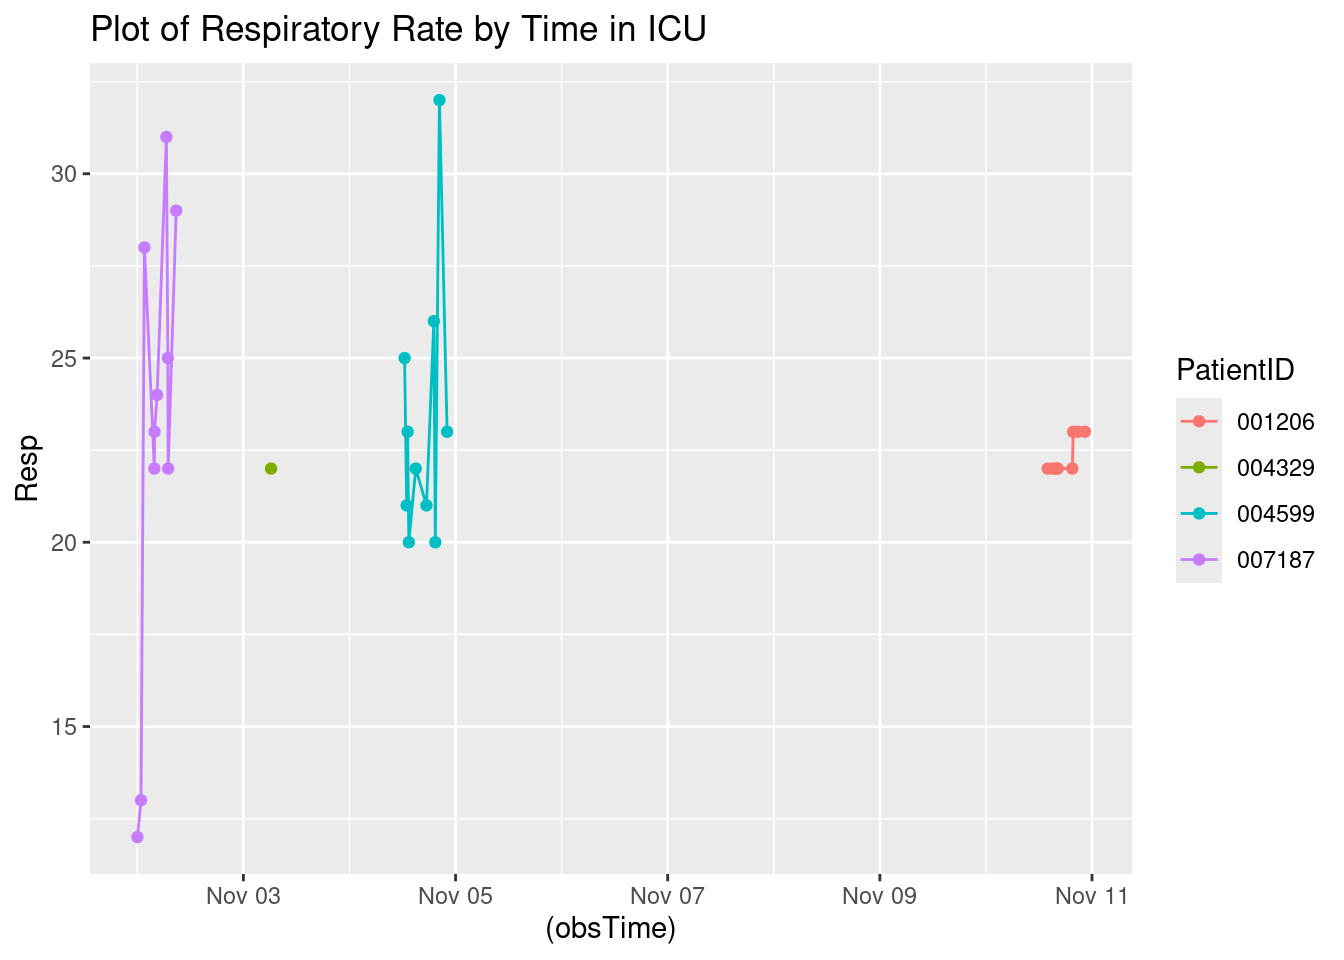 Plot of Respiratory Rate by Time in ICU
Resp
30
25
20
15
Nov 03
Nov 05
Nov 07
Nov 09
Nov 11
(obsTime)
PatientID
001206
004329
004599
007187